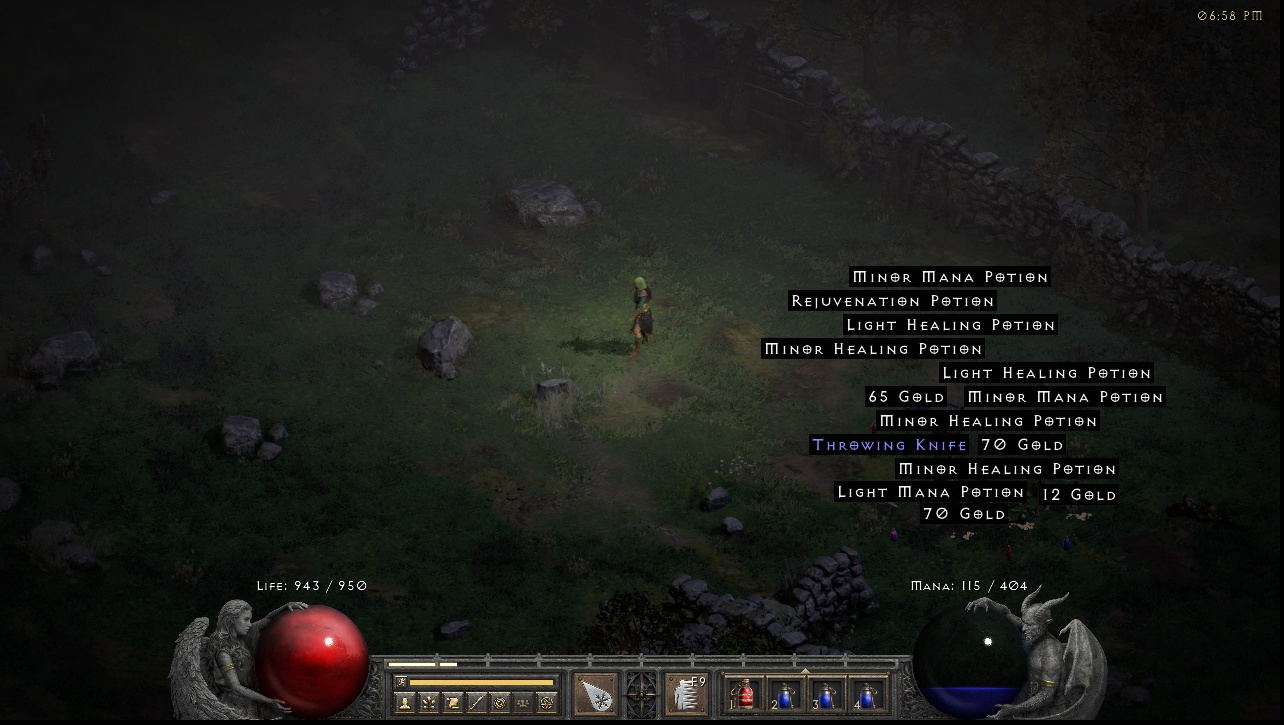 06:58 PM
Minor Mana Potion
Rejuvenation Potion
Light Healing Potion
Minor Healing Potion
Light Healing Potion
65 Gold Minor Mana Potion
Minor Healing Potion
Throwing Knife 70 Gold
Minor Healing Potion
Light Mana Potion 12 Gold
70 Gold
Life: 943 / 950
Mana: 115 / 404
F9
1 2 3 4